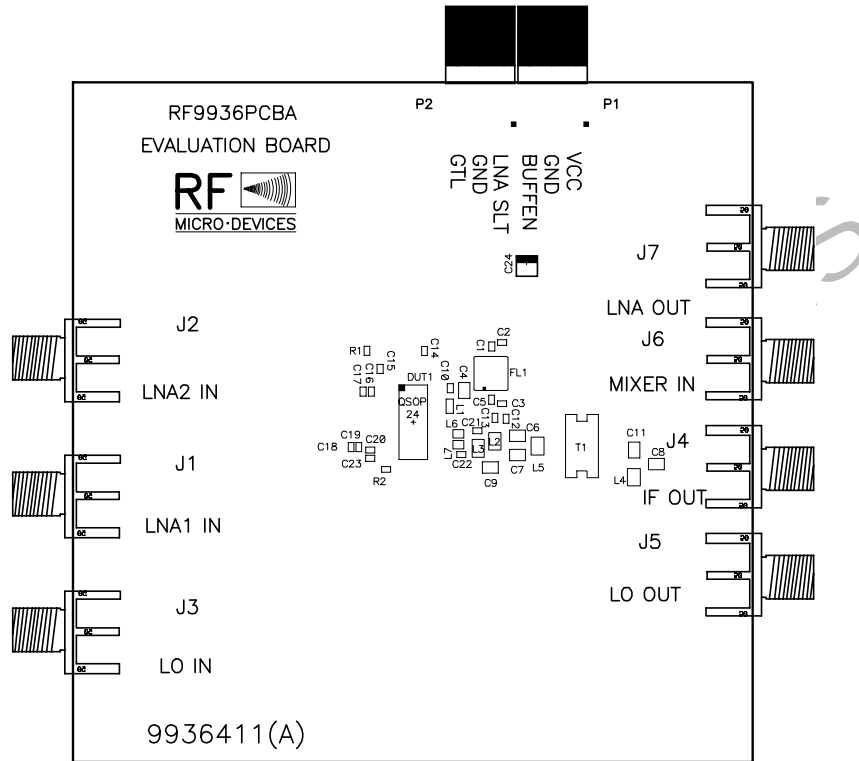 P2
P1
RF9936PCBA
EVALUATION BOARD
RF
MICRO·DEVICES
GTL
GND
LNA SLT
BUFFEN
GND
VCC
C24
J7
LNA OUT
J2
LNA2 IN
J6
MIXER IN
R1
C14
C1
C2
C15
C17
C16
DUT1
QSOP
24
C10
C4
FL1
C5
C3
L1
C13
C12
L6
C21
C6
L2
L3
L7
C22
C7
C9
L5
T1
C11
C8
L4
C18
C19
C20
C23
R2
J4
IF OUT
J1
LNA1 IN
J5
LO OUT
J3
LO IN
9936411(A)